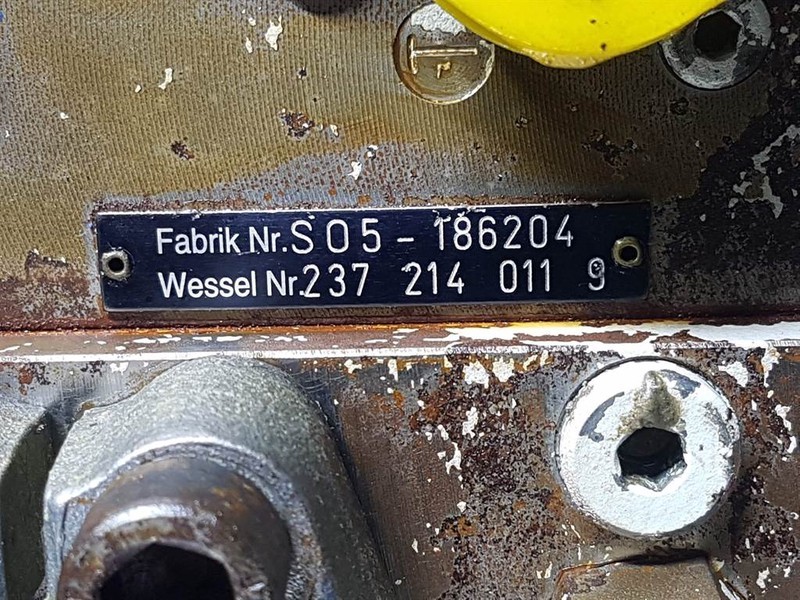 Fabrik Nr. S05-186204
Wessel Nr. 237 214 011 9